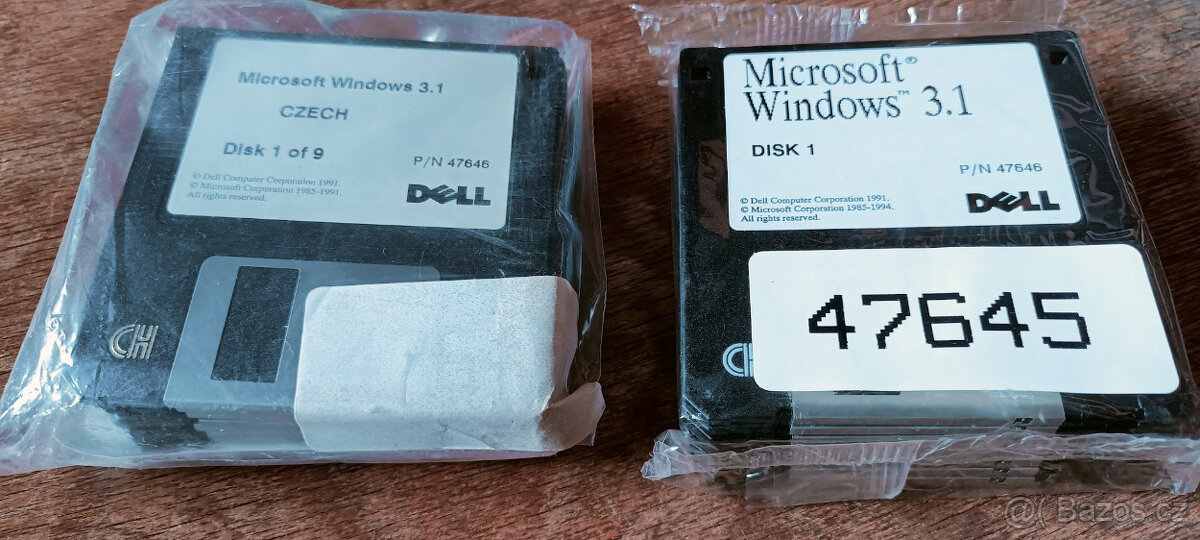 Microsoft Windows 3.1
CZECH
Disk 1 of 9
P/N 47646
© Dell Computer Corporation 1991.
© Microsoft Corporation 1985-1991.
All rights reserved.
DELL
Microsoft®
Windows™ 3.1
DISK 1
P/N 47646
© Dell Computer Corporation 1991.
© Microsoft Corporation 1985-1994.
All rights reserved.
DELL
47645
@( Bazos.cz